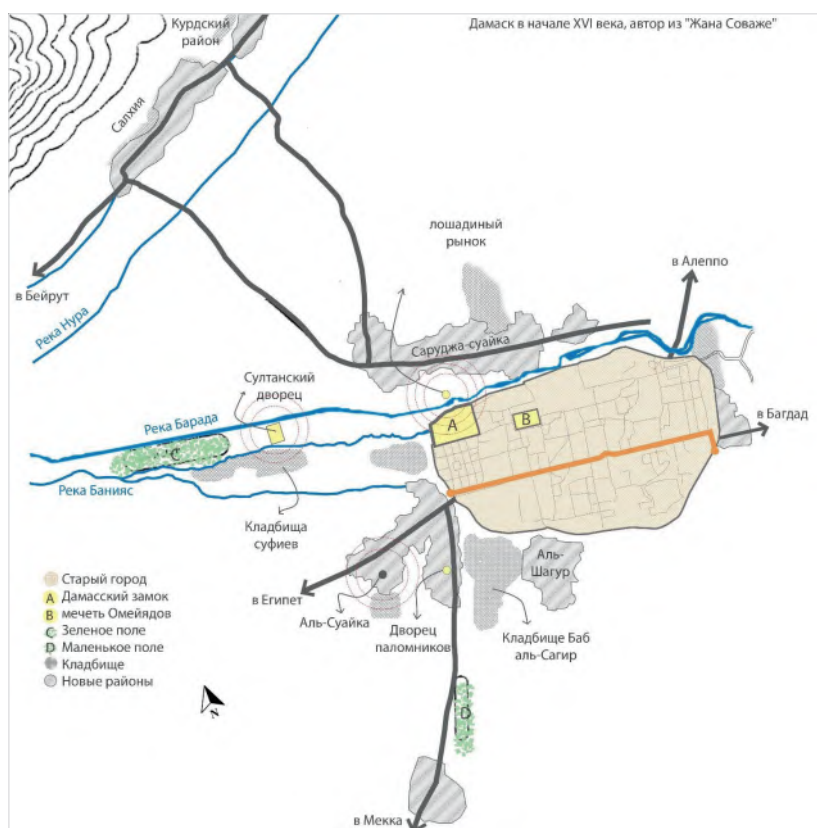 Дамаск в начале XVI века, автор из "Жана Соваже"
Курдский
район
Салхия
лошадиный
рынок
в Алеппо
в Бейрут
Река Нура
Саруджа-суайка
Султанский
дворец
Река Барада
A
B
в Багдад
C
Река Банияс
Кладбища
суфиев
Аль-
Шагур
в Египет
Аль-Суайка
Дворец
паломников
Кладбище Баб
аль-Сагир
Старый город
A Дамасский замок
B мечеть Омейядов
C Зеленое поле
D Маленькое поле
Кладбище
Новые районы
N
D
в Мекка